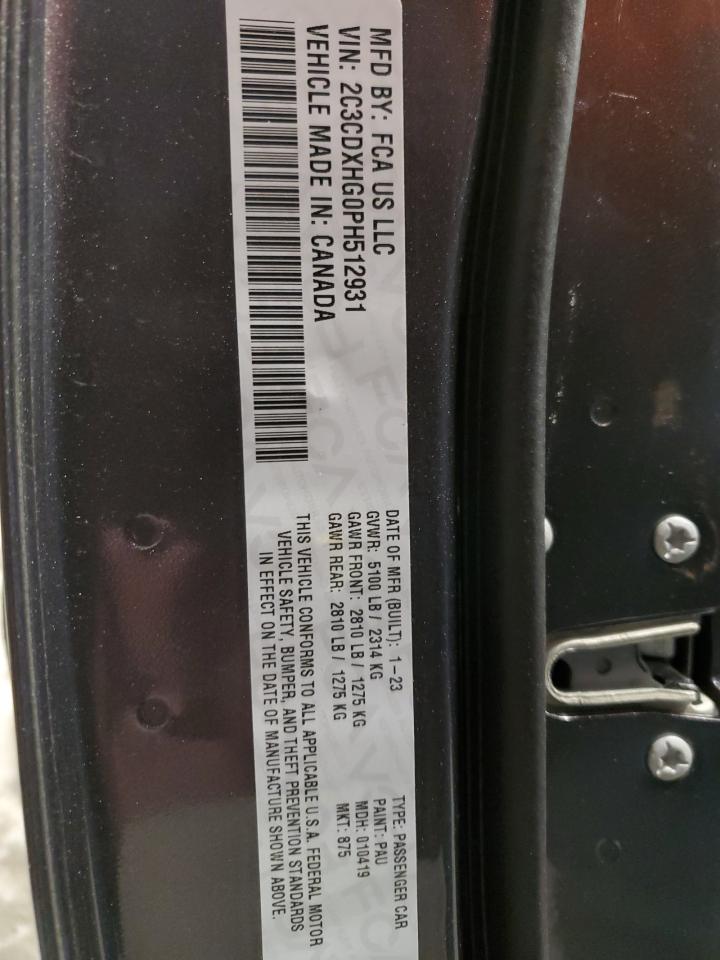 MFD BY: FCA US LLC
VIN: 2C3CDXHG0PH512931
VEHICLE MADE IN: CANADA
DATE OF MFR (BUILT): 1-23
GVWR: 5100 LB / 2314 KG
GAWR FRONT: 2810 LB / 1275 KG
GAWR REAR: 2810 LB / 1275 KG
THIS VEHICLE CONFORMS TO ALL APPLICABLE U.S.A. FEDERAL MOTOR
VEHICLE SAFETY, BUMPER, AND THEFT PREVENTION STANDARDS
IN EFFECT ON THE DATE OF MANUFACTURE SHOWN ABOVE.
TYPE: PASSENGER CAR
PAINT: PAU
MDH: 010419
MKT: 875